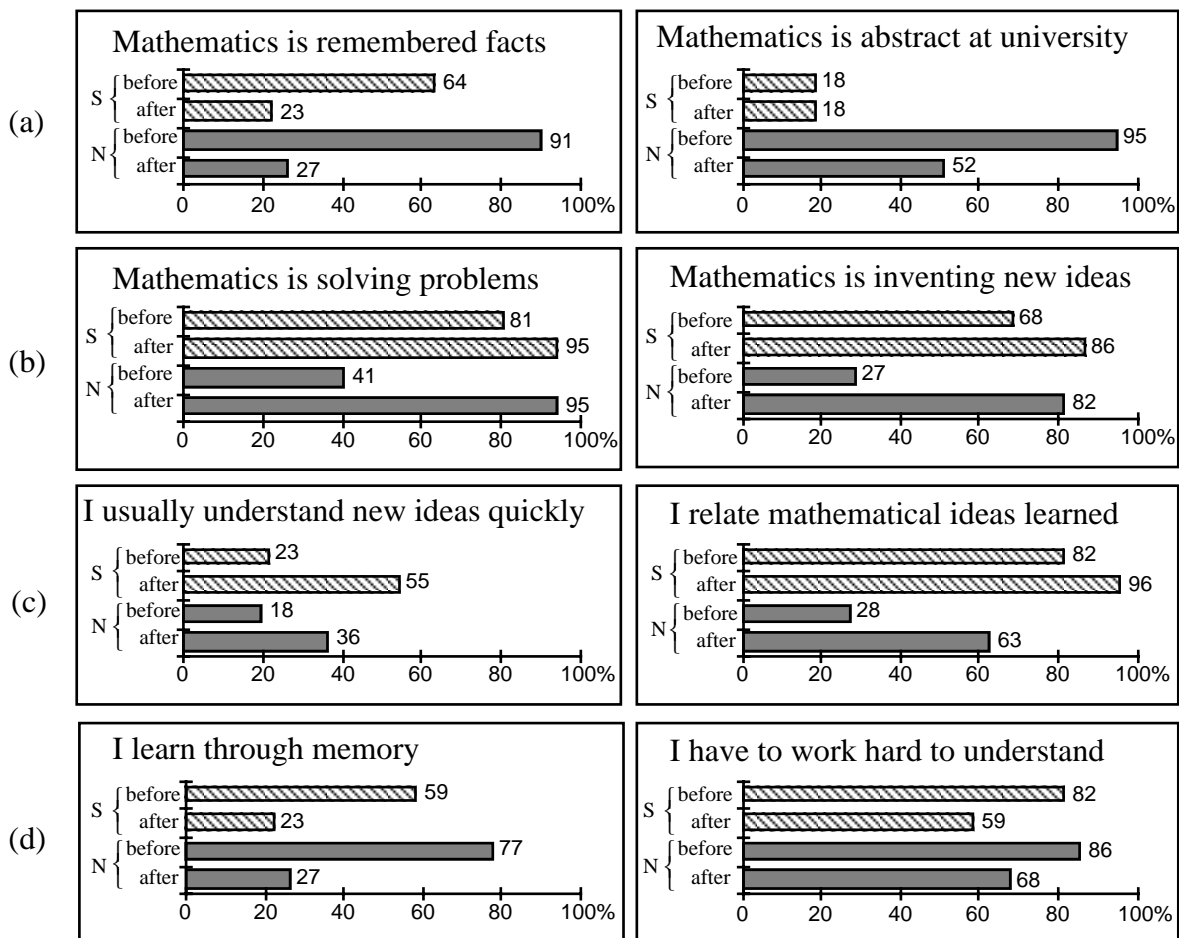 (a)
Mathematics is remembered facts
S { before 64
after 23
N { before 91
after 27
0 20 40 60 80 100%
Mathematics is abstract at university
S { before 18
after 18
N { before 95
after 52
0 20 40 60 80 100%
(b)
Mathematics is solving problems
S { before 81
after 95
N { before 41
after 95
0 20 40 60 80 100%
Mathematics is inventing new ideas
S { before 68
after 86
N { before 27
after 82
0 20 40 60 80 100%
(c)
I usually understand new ideas quickly
S { before 23
after 55
N { before 18
after 36
0 20 40 60 80 100%
I relate mathematical ideas learned
S { before 82
after 96
N { before 28
after 63
0 20 40 60 80 100%
(d)
I learn through memory
S { before 59
after 23
N { before 77
after 27
0 20 40 60 80 100%
I have to work hard to understand
S { before 82
after 59
N { before 86
after 68
0 20 40 60 80 100%